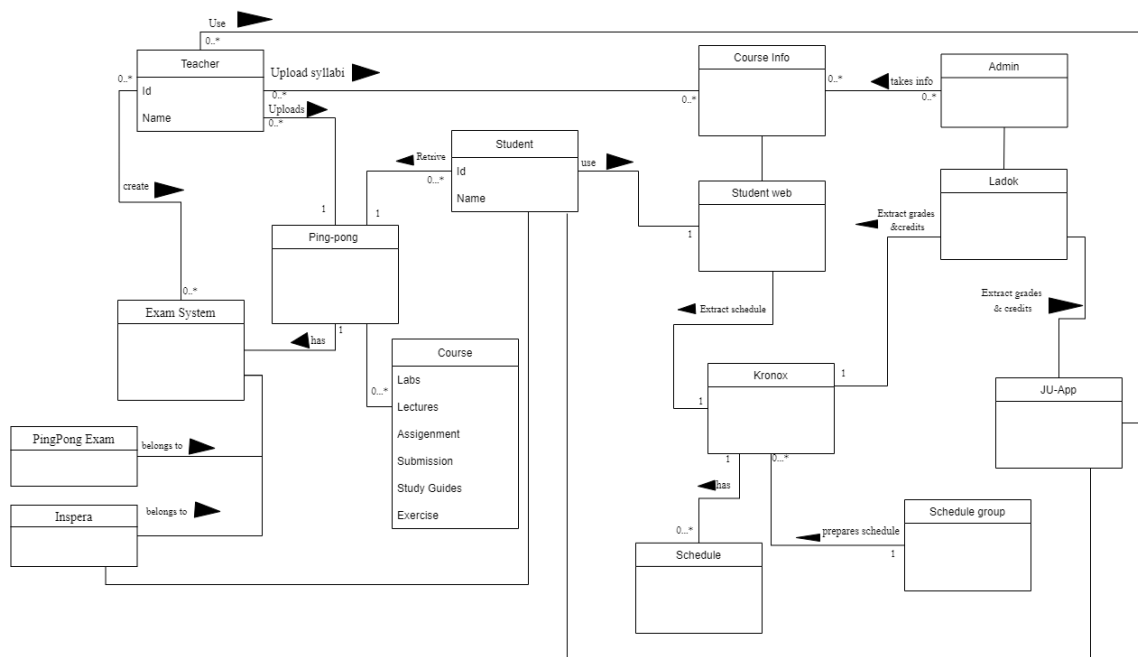 Use
0..*
Teacher
Id
Name
0..*
Upload syllabi
0..*
Uploads
0..*
create
0..*
1
Course Info
0..*
0..*
takes info
0..*
Admin
Student
Id
Name
Retrive
0...*
1
use
1
Student web
Ladok
Extract grades
&credits
1
Extract grades
& credits
Ping-pong
1
has
Exam System
0...*
Course
Labs
Lectures
Assigenment
Submission
Study Guides
Exercise
Extract schedule
1
Kronox
1
0...*
JU-App
PingPong Exam
belongs to
Inspera
belongs to
has
0...*
Schedule
prepares schedule
1
Schedule group